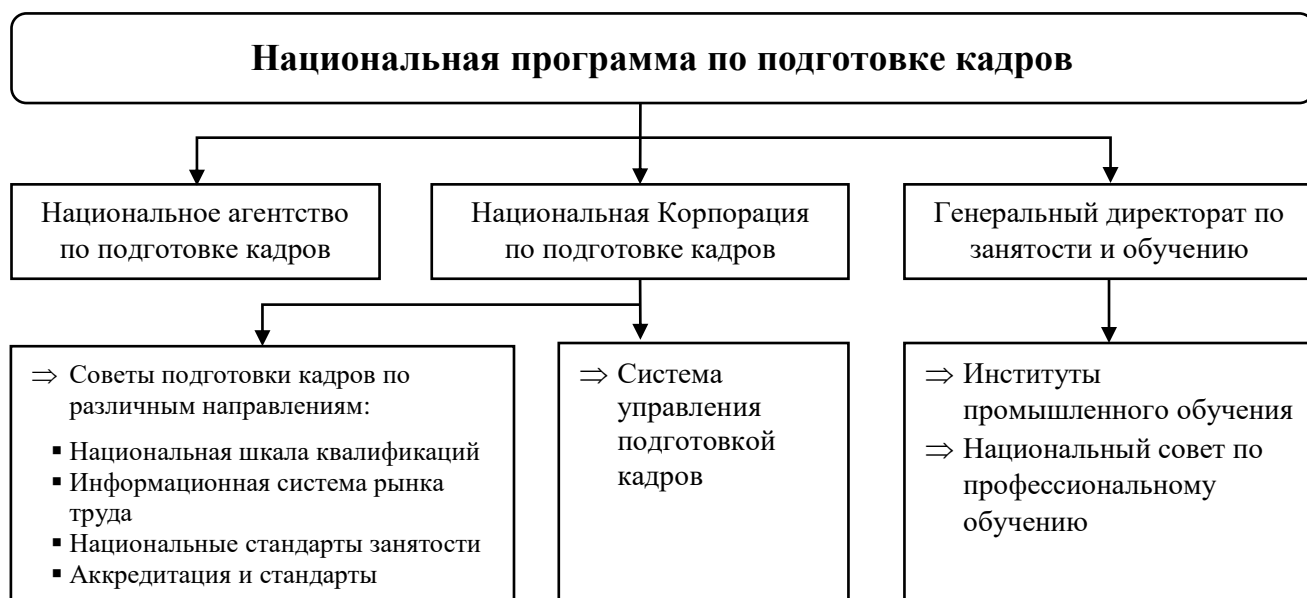 Национальная программа по подготовке кадров
Национальное агентство
по подготовке кадров
Национальная Корпорация
по подготовке кадров
Генеральный директорат по
занятости и обучению
⇒ Советы подготовки кадров по
различным направлениям:
▪ Национальная шкала квалификаций
▪ Информационная система рынка
труда
▪ Национальные стандарты занятости
▪ Аккредитация и стандарты
⇒ Система
управления
подготовкой
кадров
⇒ Институты
промышленного обучения
⇒ Национальный совет по
профессиональному
обучению